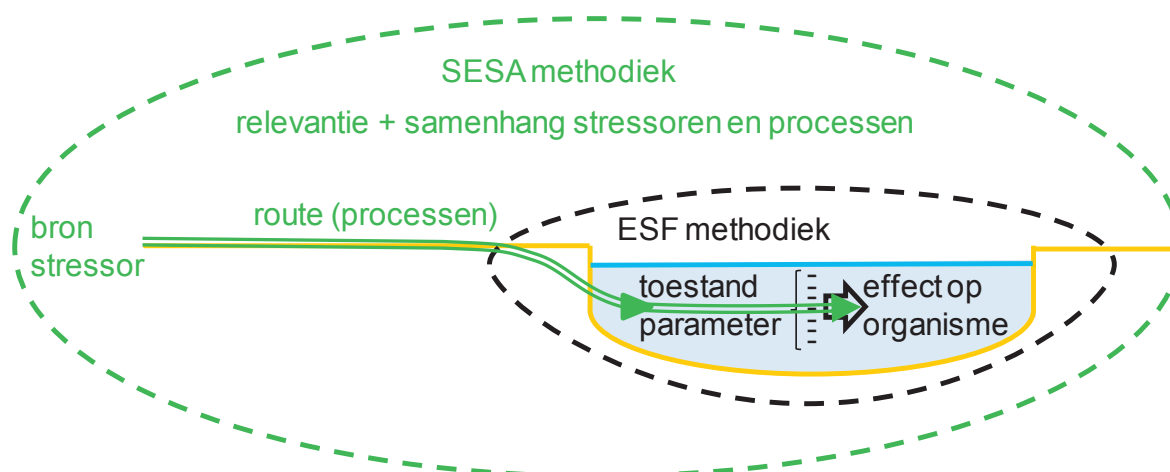 SESA methodiek
relevantie + samenhang stressoren en processen
route (processen)
bron
stressor
ESF methodiek
toestand
parameter
effect op
organisme